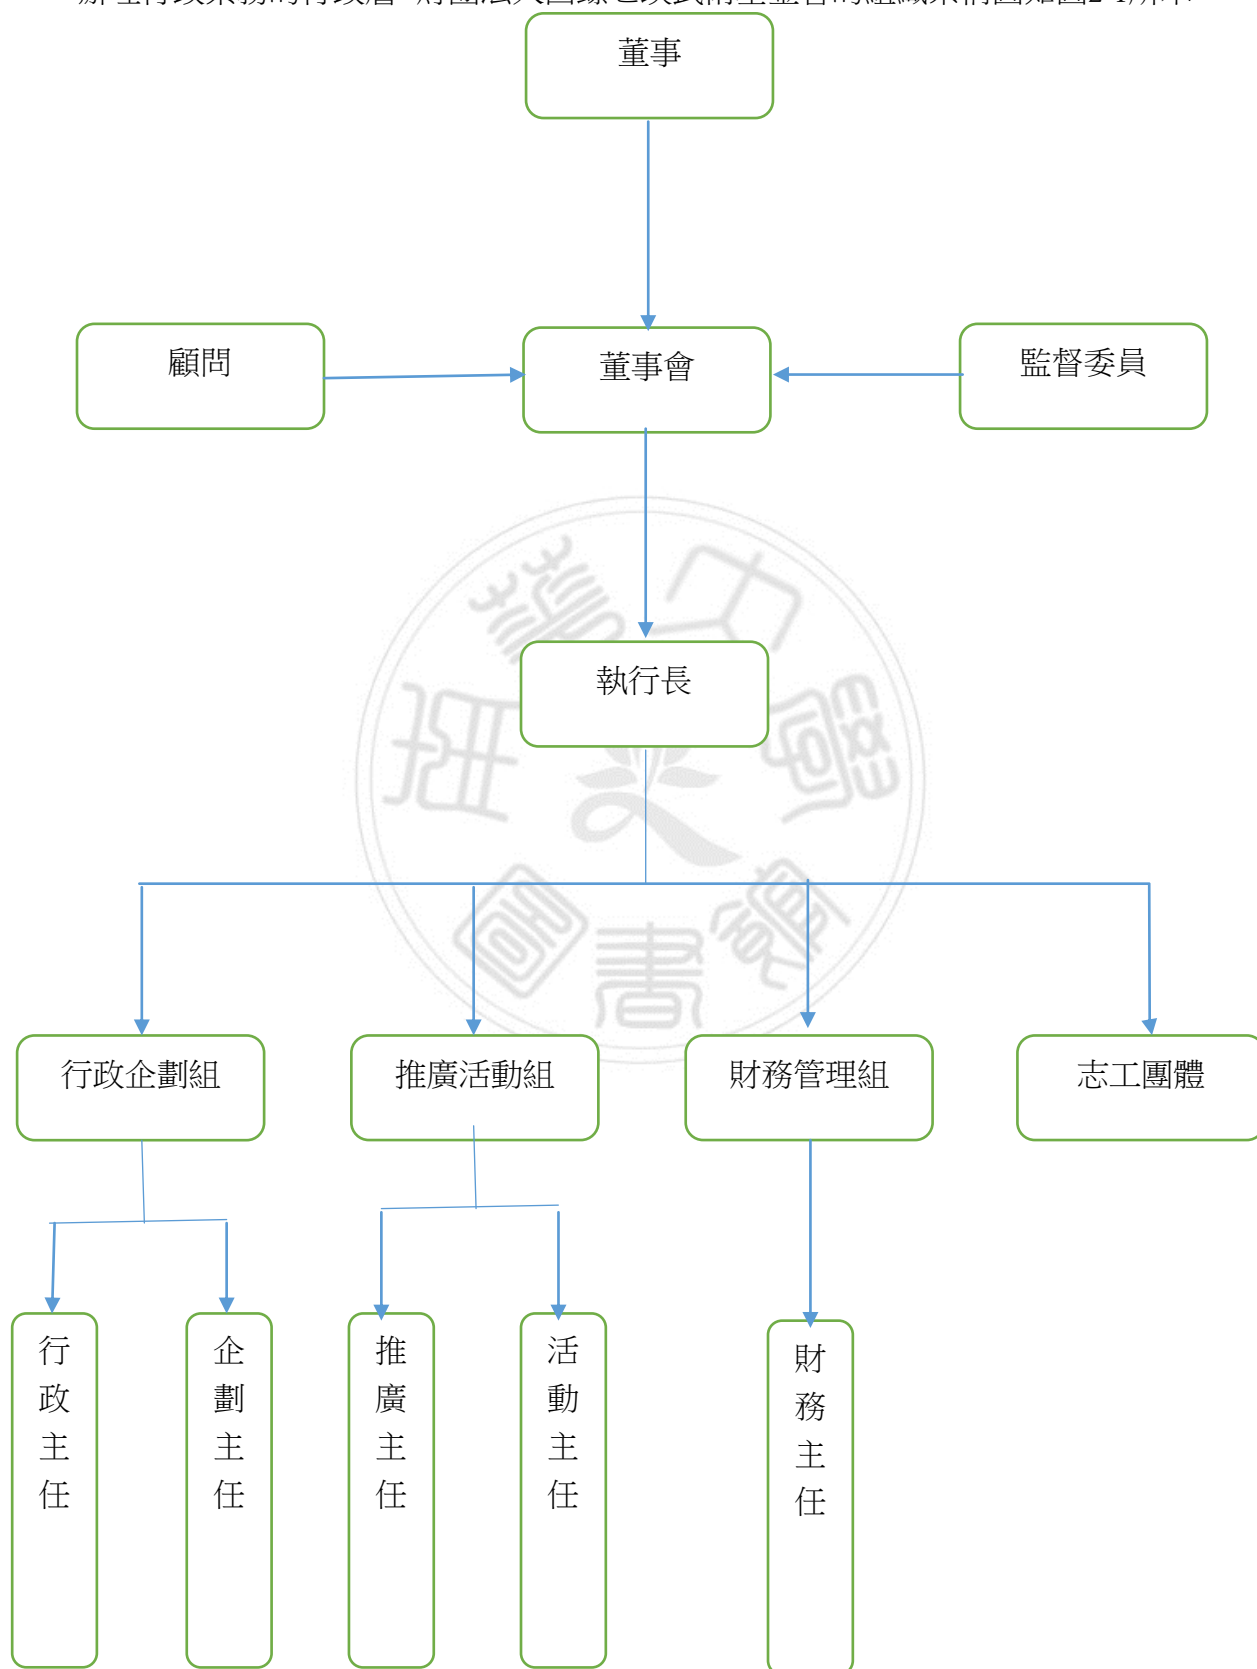 董事
顧問
董事會
監督委員
執行長
行政企劃組
推廣活動組
財務管理組
志工團體
行政主任
企劃主任
推廣主任
活動主任
財務主任